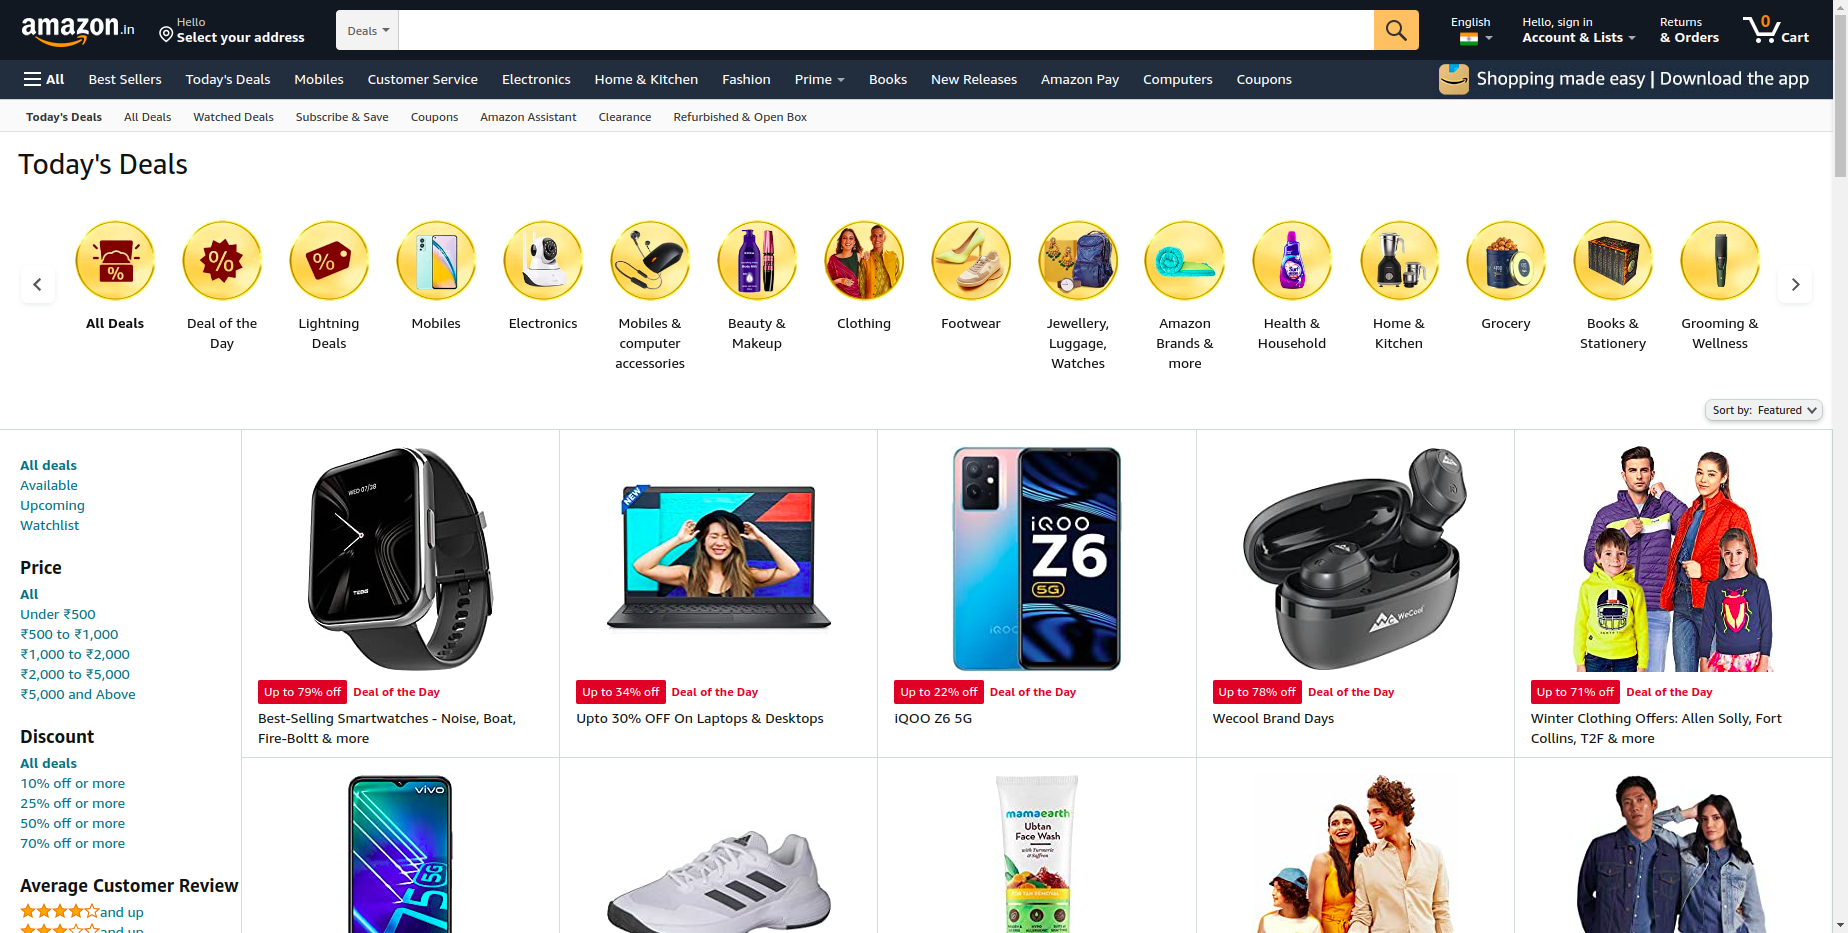 amazon.in
Hello
Select your address
Deals
English
Hello, sign in
Account & Lists
Returns
& Orders
0
Cart
All
Best Sellers
Today's Deals
Mobiles
Customer Service
Electronics
Home & Kitchen
Fashion
Prime
Books
New Releases
Amazon Pay
Computers
Coupons
Shopping made easy | Download the app
Today's Deals
All Deals
Watched Deals
Subscribe & Save
Coupons
Amazon Assistant
Clearance
Refurbished & Open Box
Today's Deals
All Deals
Deal of the
Day
Lightning
Deals
Mobiles
Electronics
Mobiles &
computer
accessories
Beauty &
Makeup
Clothing
Footwear
Jewellery,
Luggage,
Watches
Amazon
Brands &
more
Health &
Household
Home &
Kitchen
Grocery
Books &
Stationery
Grooming &
Wellness
Sort by: Featured
All deals
Available
Upcoming
Watchlist
Price
All
Under ₹500
₹500 to ₹1,000
₹1,000 to ₹2,000
₹2,000 to ₹5,000
₹5,000 and Above
Discount
All deals
10% off or more
25% off or more
50% off or more
70% off or more
Average Customer Review
and up
and up
WED 07/28
Up to 79% off
Deal of the Day
Best-Selling Smartwatches - Noise, Boat,
Fire-Boltt & more
NEW
Up to 34% off
Deal of the Day
Upto 30% OFF On Laptops & Desktops
iQOO
Z6
5G
iQOO
Up to 22% off
Deal of the Day
iQOO Z6 5G
WeCool
Up to 78% off
Deal of the Day
Wecool Brand Days
Up to 71% off
Deal of the Day
Winter Clothing Offers: Allen Solly, Fort
Collins, T2F & more
vivo
75 5G
mamaearth
Ubtan
Face Wash
with Turmeric
& Saffron
FOR TAN REMOVAL